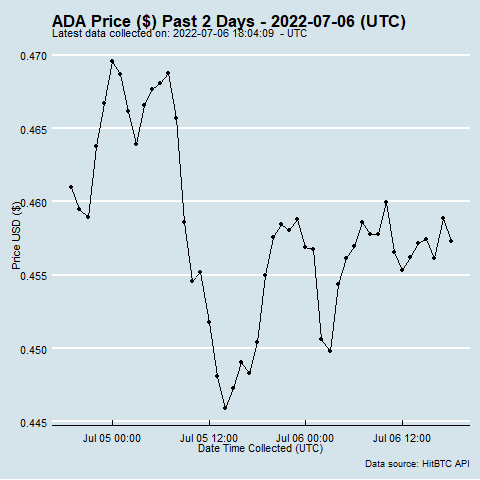 ADA Price ($) Past 2 Days - 2022-07-06 (UTC)
Latest data collected on: 2022-07-06 18:04:09 - UTC
0.470
0.465
0.460
0.455
0.450
0.445
Price USD ($)
Jul 05 00:00 Jul 05 12:00 Jul 06 00:00 Jul 06 12:00
Date Time Collected (UTC)
Data source: HitBTC API